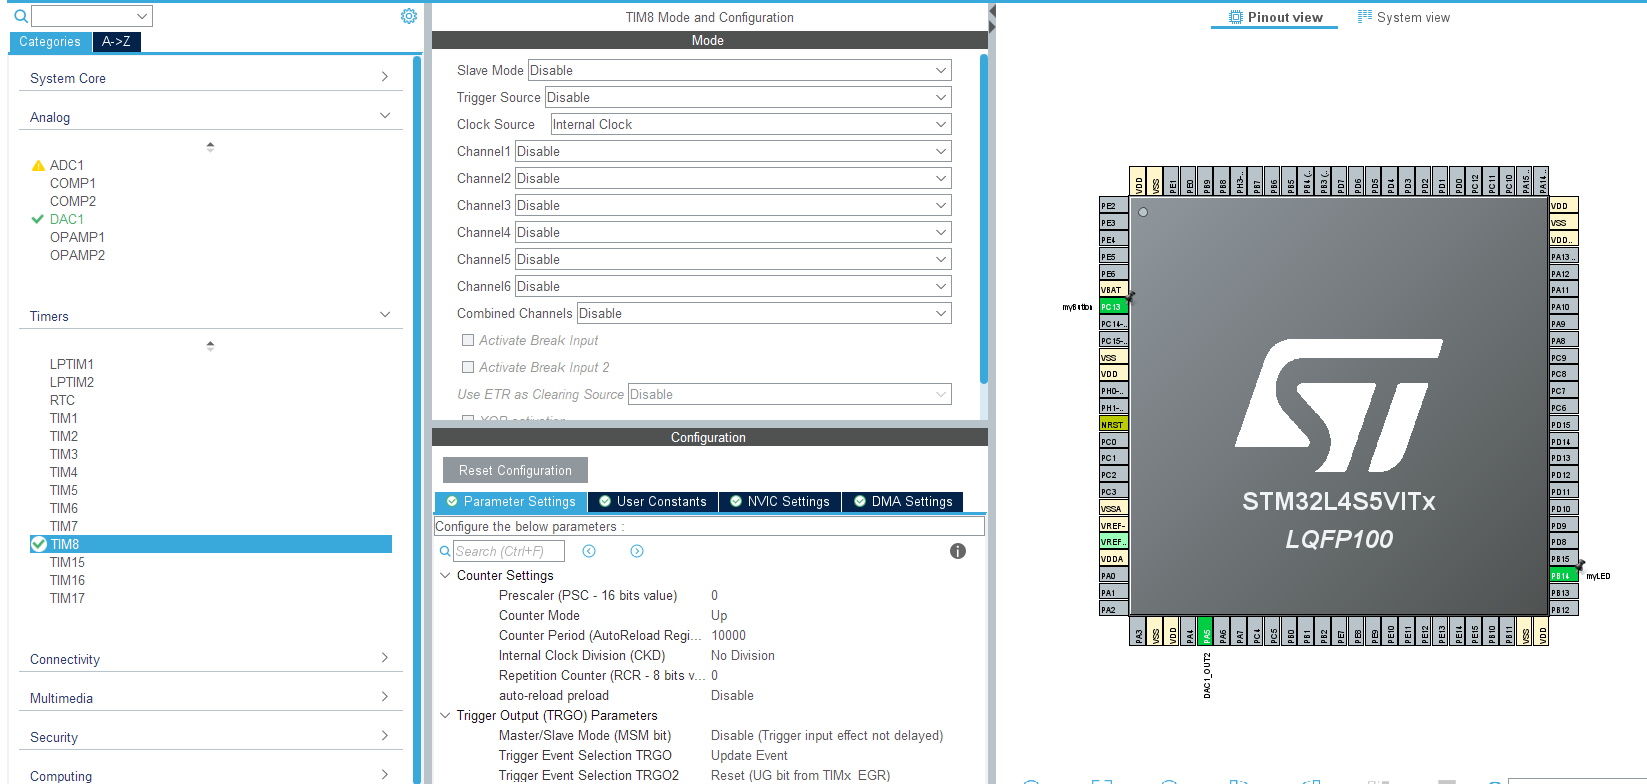 Categories
A->Z
System Core
Analog
ADC1
COMP1
COMP2
DAC1
OPAMP1
OPAMP2
Timers
LPTIM1
LPTIM2
RTC
TIM1
TIM2
TIM3
TIM4
TIM5
TIM6
TIM7
TIM8
TIM15
TIM16
TIM17
Connectivity
Multimedia
Security
Computing
TIM8 Mode and Configuration
Mode
Slave Mode Disable
Trigger Source Disable
Clock Source Internal Clock
Channel1 Disable
Channel2 Disable
Channel3 Disable
Channel4 Disable
Channel5 Disable
Channel6 Disable
Combined Channels Disable
Activate Break Input
Activate Break Input 2
Use ETR as Clearing Source Disable
XOR activation
Configuration
Reset Configuration
Parameter Settings
User Constants
NVIC Settings
DMA Settings
Configure the below parameters :
Search (Ctrl+F)
Counter Settings
Prescaler (PSC - 16 bits value) 0
Counter Mode Up
Counter Period (AutoReload Regi... 10000
Internal Clock Division (CKD) No Division
Repetition Counter (RCR - 8 bits v... 0
auto-reload preload Disable
Trigger Output (TRGO) Parameters
Master/Slave Mode (MSM bit) Disable (Trigger input effect not delayed)
Trigger Event Selection TRGO Update Event
Trigger Event Selection TRGO2 Reset (UG bit from TIMx_EGR)
Pinout view
System view
VDD
VSS
PE1
PE0
PB9
PB8
PH3-..
PB7
PB6
PB5
PB4 (..
PB3 (..
PD7
PD6
PD5
PD4
PD3
PD2
PD1
PD0
PC12
PC11
PC10
PA15..
PA14..
PE2
PE3
PE4
PE5
PE6
VBAT
myButton
PC13
PC14-..
PC15-..
VSS
VDD
PH0-..
PH1-..
NRST
PC0
PC1
PC2
PC3
VSSA
VREF-
VREF..
VDDA
PA0
PA1
PA2
STM32L4S5VITx
LQFP100
VDD
VSS
VDD..
PA13..
PA12
PA11
PA10
PA9
PA8
PC9
PC8
PC7
PC6
PD15
PD14
PD13
PD12
PD11
PD10
PD9
PD8
PB15
PB14
myLED
PB13
PB12
PA3
VSS
VDD
PA4
PA5
PA6
PA7
PC4
PC5
PB0
PB1
PB2
PE7
PE8
PE9
PE10
PE11
PE12
PE13
PE14
PE15
PB10
PB11
VSS
VDD
DAC1_OUT2